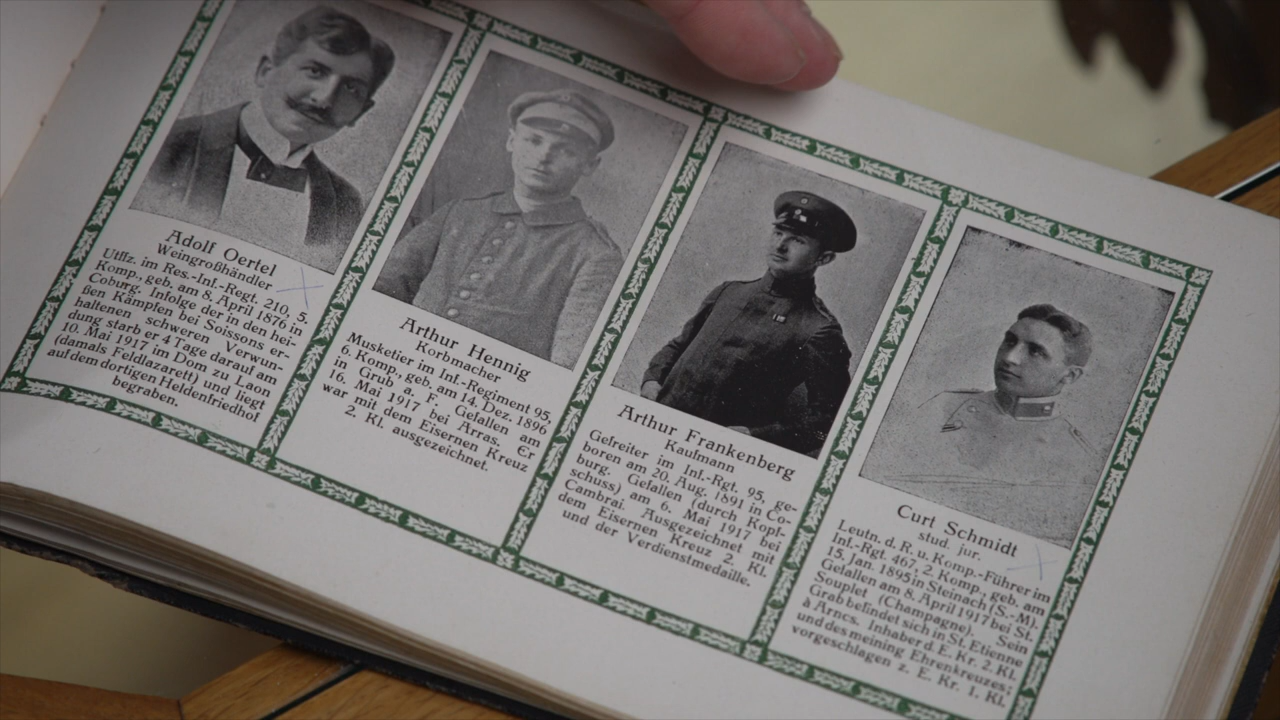 Adolf Oertel
Weingroßhändler
Utffz. im Res.-Inf.-Regt. 210, 5.
Komp., geb. am 8. April 1876 in
Coburg. Infolge der in den hei-
ßen Kämpfen bei Soissons er-
haltenen schweren Verwun-
dung starb er 4 Tage darauf am
10. Mai 1917 im Dom zu Laon
(damals Feldlazarett) und liegt
auf dem dortigen Heldenfriedhof
begraben.
Arthur Hennig
Korbmacher
Musketier im Inf.-Regiment 95,
6. Komp., geb. am 14. Dez. 1896
in Grub a. F. Gefallen am
16. Mai 1917 bei Arras. Er
war mit dem Eisernen Kreuz
2. Kl. ausgezeichnet.
Arthur Frankenberg
Kaufmann
Gefreiter im Inf.-Rgt. 95, ge-
boren am 20. Aug. 1891 in Co-
burg. Gefallen (durch Kopf-
schuss) am 6. Mai 1917 bei
Cambrai. Ausgezeichnet mit
dem Eisernen Kreuz 2. Kl.
und der Verdienstmedaille.
Curt Schmidt
stud jur.
Leutn. d. R. u. K. Komp.-Führer im
Inf.-Rgt. 467, 2. Komp., geb. am
15. Jan. 1895 in Steinach (S.-M).
Gefallen am 8. April 1917 bei St.
Souplet (Champagne). Sein
Grab befindet sich in St. Etienne
à Arncs. Inhaber d. E. Kr. 2. Kl.
und des meining Ehrenkreuzes;
vorgeschlagen z. E. Kr. 1. Kl.